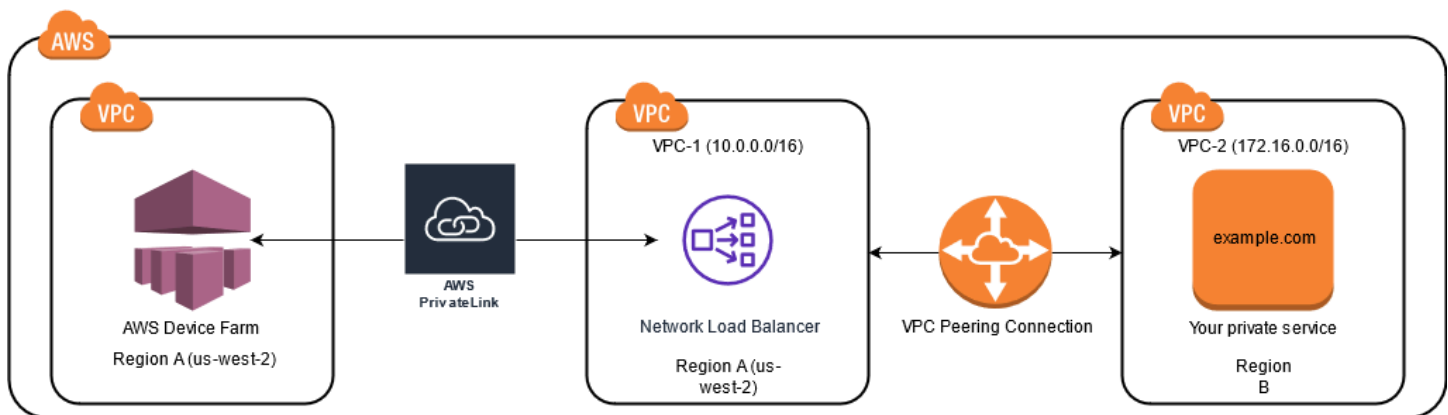 AWS
VPC
AWS Device Farm
Region A (us-west-2)
AWS
PrivateLink
VPC
VPC-1 (10.0.0.0/16)
Network Load Balancer
Region A (us-
west-2)
VPC Peering Connection
VPC
VPC-2 (172.16.0.0/16)
example.com
Your private service
Region
B